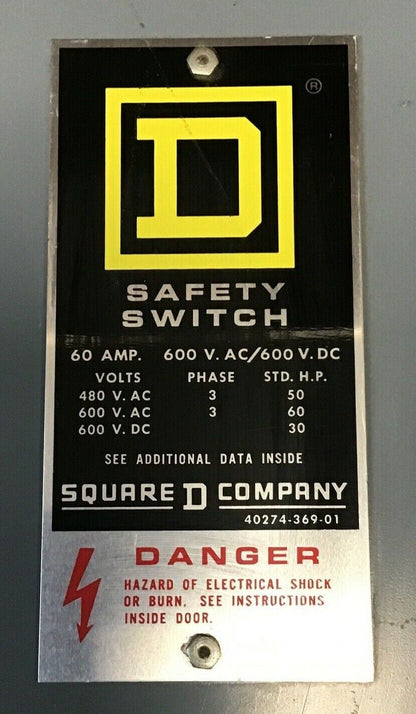 D ®
SAFETY
SWITCH
60 AMP. 600 V. AC/600 V. DC
VOLTS PHASE STD. H.P.
480 V. AC 3 50
600 V. AC 3 60
600 V. DC 30
SEE ADDITIONAL DATA INSIDE
SQUARE D COMPANY
40274-369-01
DANGER
HAZARD OF ELECTRICAL SHOCK
OR BURN. SEE INSTRUCTIONS
INSIDE DOOR.